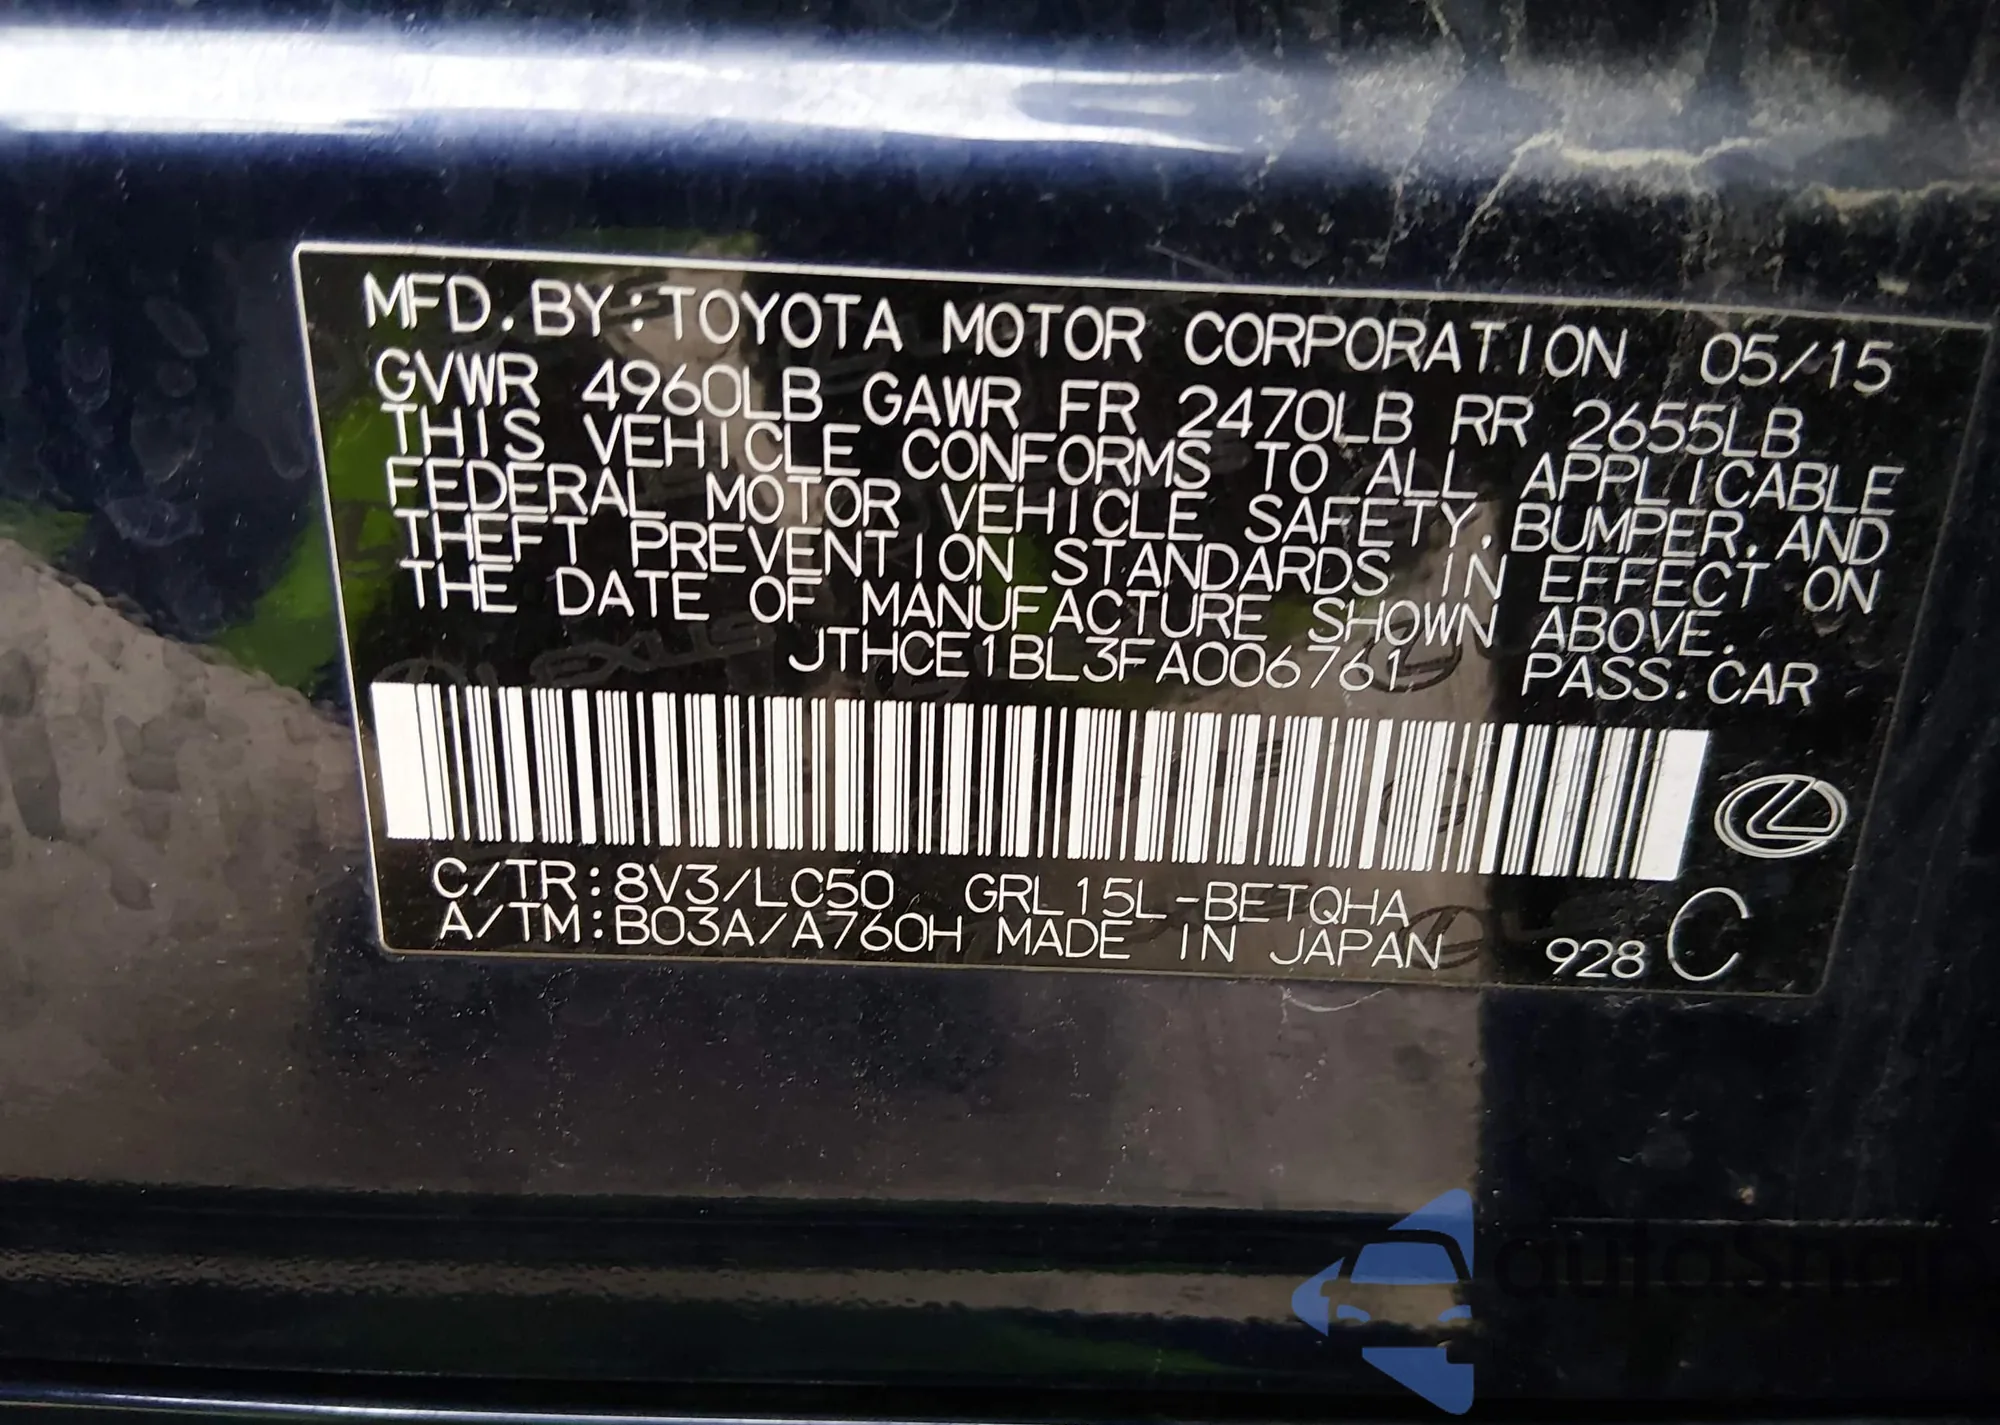 MFD.BY:TOYOTA MOTOR CORPORATION 05/15
GVWR 4960LB GAWR FR 2470LB RR 2655LB
THIS VEHICLE CONFORMS TO ALL APPLICABLE
FEDERAL MOTOR VEHICLE SAFETY, BUMPER, AND
THEFT PREVENTION STANDARDS IN EFFECT ON
THE DATE OF MANUFACTURE SHOWN ABOVE.
JTHCE1BL3FA006761 PASS.CAR
C/TR:8V3/LC50 GRL15L-BETQHA
A/TM:B03A/A760H MADE IN JAPAN 928 C
autosnap